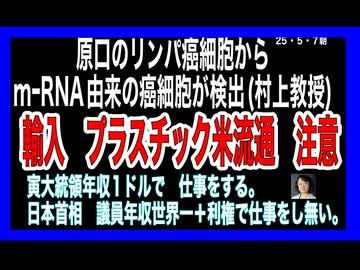 25・5・7朝
原口のリンパ癌細胞から
m-RNA由来の癌細胞が検出(村上教授)
輸入　プラスチック米流通　注意
寅大統領年収1ドルで　仕事をする。
日本首相　議員年収世界一＋利権で仕事をし無い。